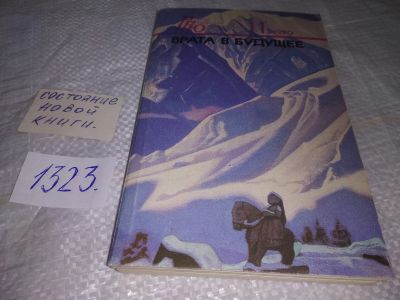 ВРАТА В БУДУЩЕЕ
состояние
новой
книги.
1323.